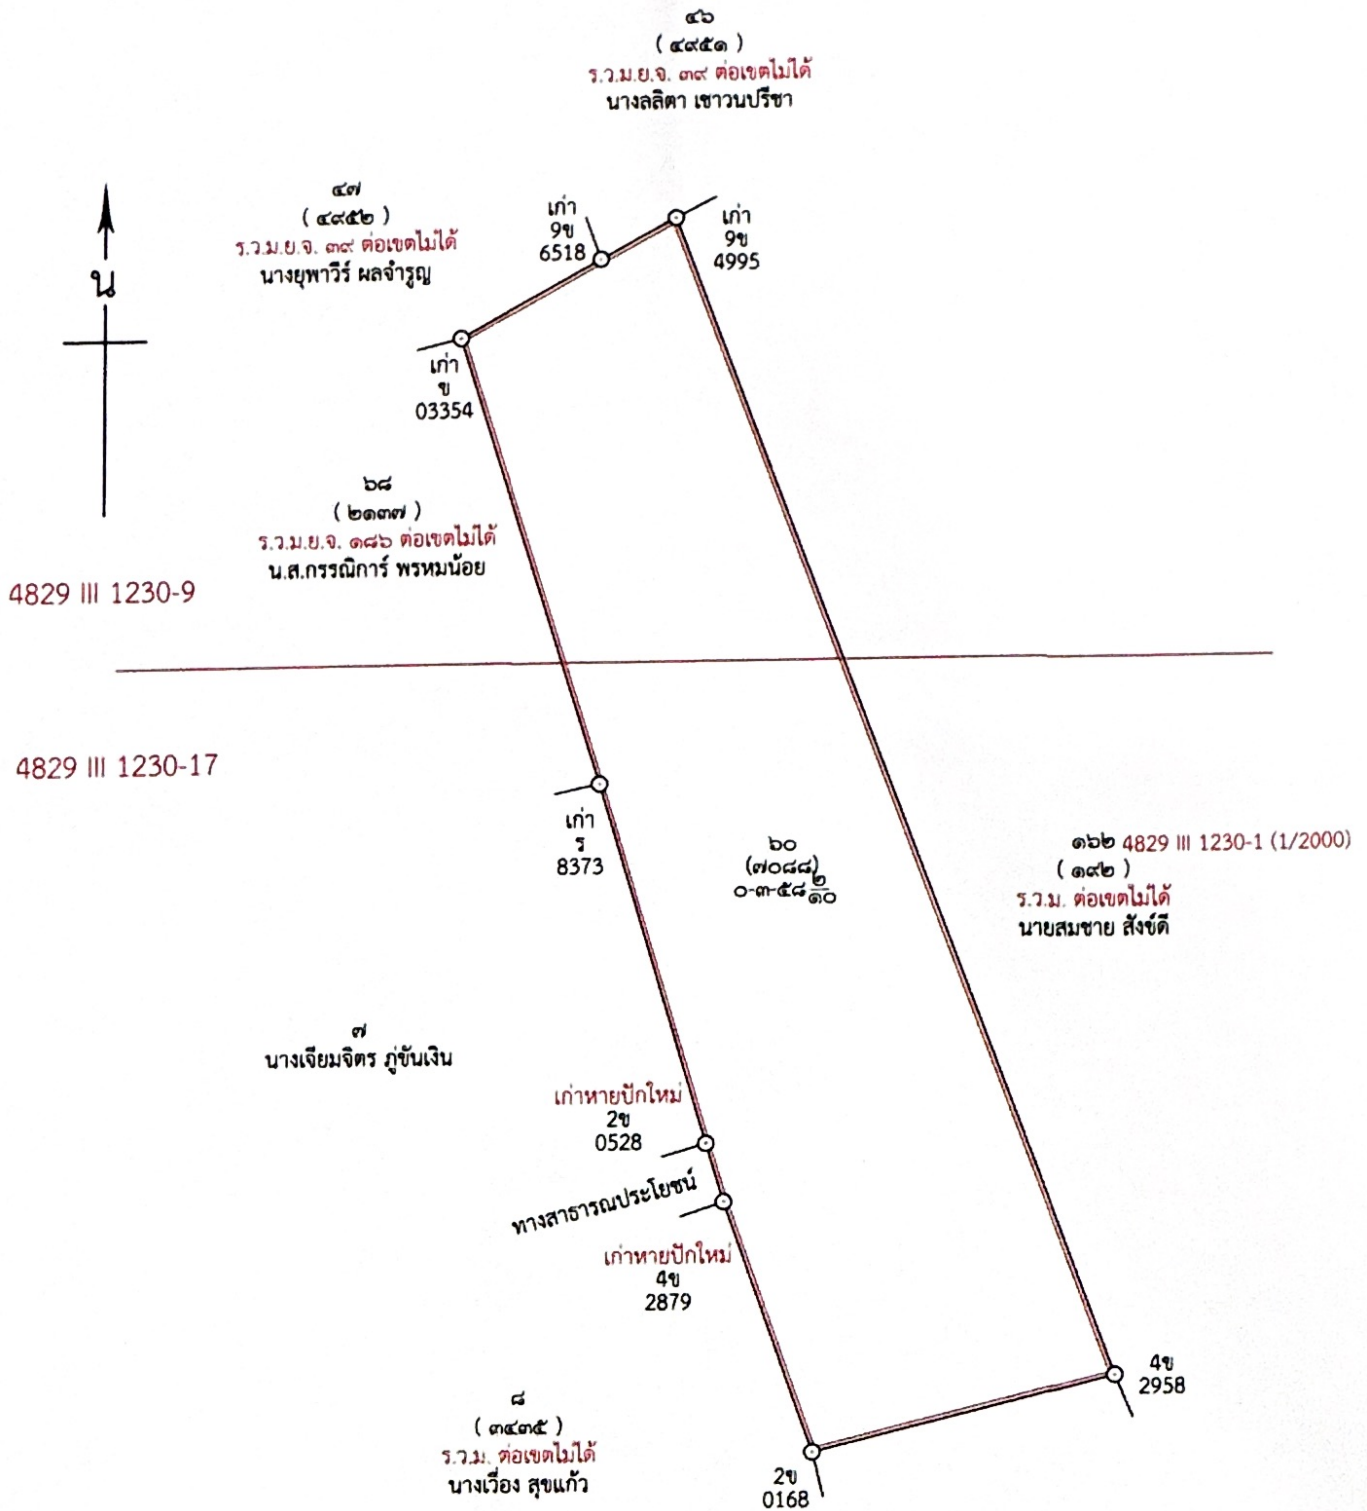 ๔๖
( ๔๙๕๑ )
ร.ว.ม.ย.จ. ๓๙ ต่อเขตไม่ได้
นางลลิตา เชาวนปรีชา
๔๗
( ๔๙๕๒ )
ร.ว.ม.ย.จ. ๓๙ ต่อเขตไม่ได้
นางยุพาวีร์ ผลจำรูญ
เก่า
9ข
6518
เก่า
9ข
4995
น
เก่า
ข
03354
๖๘
( ๒๑๓๗ )
ร.ว.ม.ย.จ. ๑๘๖ ต่อเขตไม่ได้
น.ส.กรรณิการ์ พรหมน้อย
4829 III 1230-9
4829 III 1230-17
เก่า
ร
8373
๖๐
(๗๐๘๘)
๐-๓-๕๘ ๒/๑๐
๑๖๒ 4829 III 1230-1 (1/2000)
( ๑๙๒ )
ร.ว.ม. ต่อเขตไม่ได้
นายสมชาย สังข์ดี
๗
นางเจียมจิตร ภู่ขันเงิน
เก่าหายปักใหม่
2ข
0528
ทางสาธารณประโยชน์
เก่าหายปักใหม่
4ข
2879
4ข
2958
๘
( ๓๔๓๕ )
ร.ว.ม. ต่อเขตไม่ได้
นางเวื่อง สุขแก้ว
2ข
0168